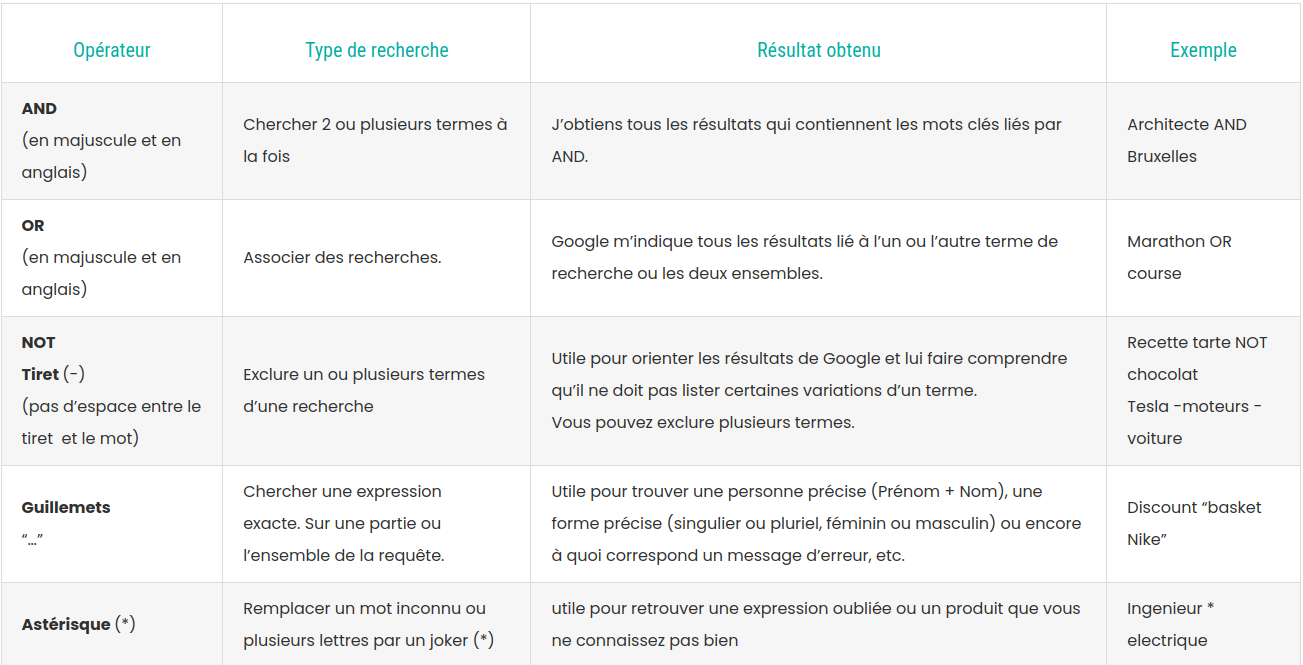 Opérateur
Type de recherche
Résultat obtenu
Exemple
AND
(en majuscule et en
anglais)
Chercher 2 ou plusieurs termes à
la fois
J’obtiens tous les résultats qui contiennent les mots clés liés par
AND.
Architecte AND
Bruxelles
OR
(en majuscule et en
anglais)
Associer des recherches.
Google m’indique tous les résultats lié à l’un ou l’autre terme de
recherche ou les deux ensembles.
Marathon OR
course
NOT
Tiret (-)
(pas d’espace entre le
tiret  et le mot)
Exclure un ou plusieurs termes
d’une recherche
Utile pour orienter les résultats de Google et lui faire comprendre
qu’il ne doit pas lister certaines variations d’un terme.
Vous pouvez exclure plusieurs termes.
Recette tarte NOT
chocolat
Tesla -moteurs -
voiture
Guillemets
“…”
Chercher une expression
exacte. Sur une partie ou
l’ensemble de la requête.
Utile pour trouver une personne précise (Prénom + Nom), une
forme précise (singulier ou pluriel, féminin ou masculin) ou encore
à quoi correspond un message d’erreur, etc.
Discount “basket
Nike”
Astérisque (*)
Remplacer un mot inconnu ou
plusieurs lettres par un joker (*)
utile pour retrouver une expression oubliée ou un produit que vous
ne connaissez pas bien
Ingenieur *
electrique